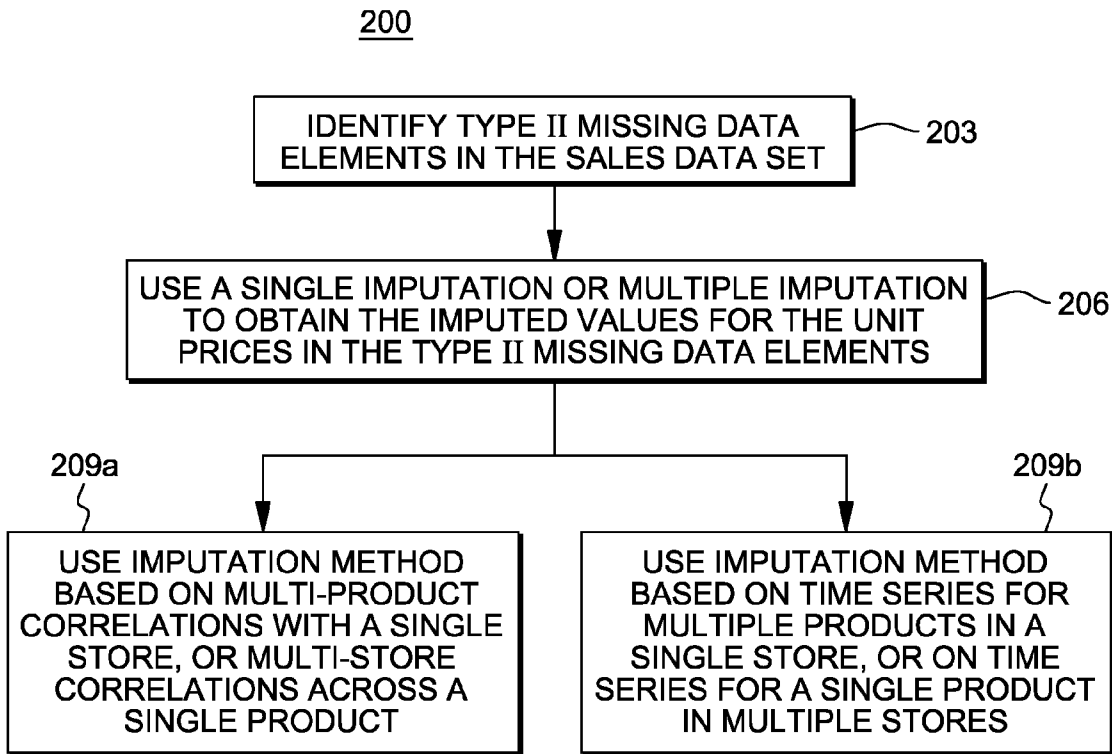 200
IDENTIFY TYPE II MISSING DATA
ELEMENTS IN THE SALES DATA SET
203
USE A SINGLE IMPUTATION OR MULTIPLE IMPUTATION
TO OBTAIN THE IMPUTED VALUES FOR THE UNIT
PRICES IN THE TYPE II MISSING DATA ELEMENTS
206
209a
USE IMPUTATION METHOD
BASED ON MULTI-PRODUCT
CORRELATIONS WITH A SINGLE
STORE, OR MULTI-STORE
CORRELATIONS ACROSS A
SINGLE PRODUCT
209b
USE IMPUTATION METHOD
BASED ON TIME SERIES FOR
MULTIPLE PRODUCTS IN A
SINGLE STORE, OR ON TIME
SERIES FOR A SINGLE PRODUCT
IN MULTIPLE STORES